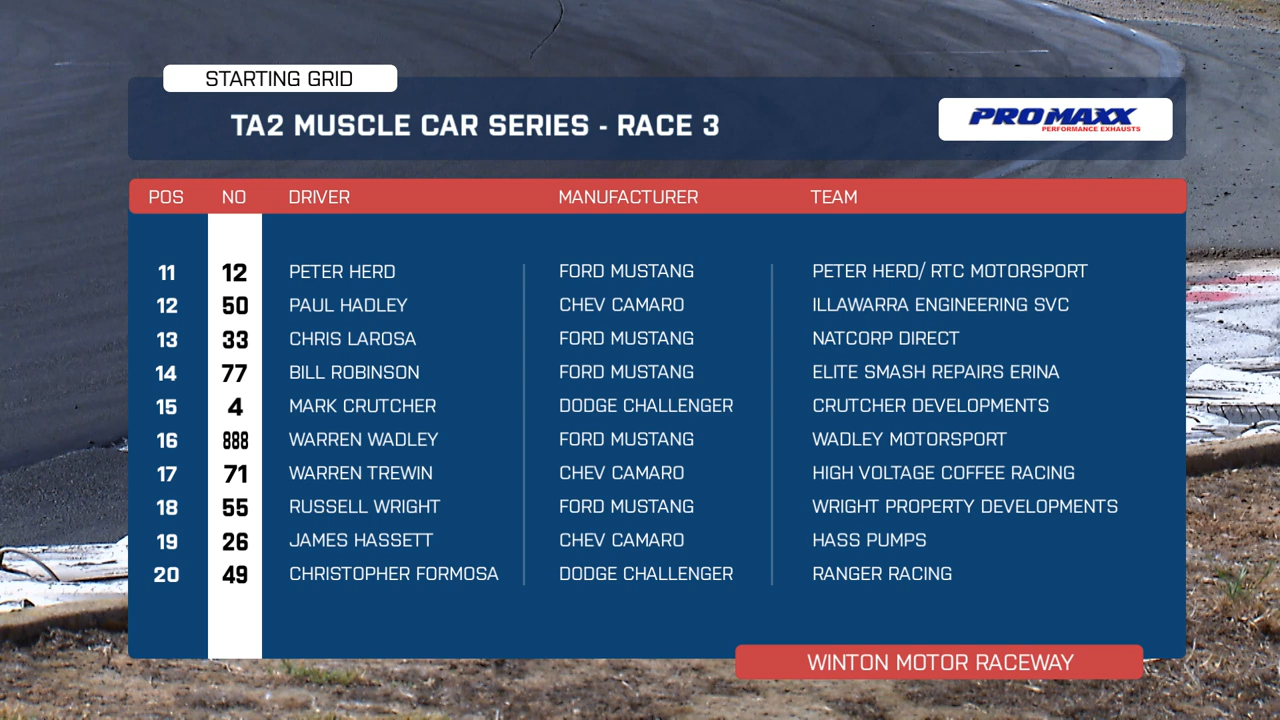 STARTING GRID
TA2 MUSCLE CAR SERIES - RACE 3
PRO MAXX
PERFORMANCE EXHAUSTS
POS NO DRIVER MANUFACTURER TEAM
11 12 PETER HERD FORD MUSTANG PETER HERD/ RTC MOTORSPORT
12 50 PAUL HADLEY CHEV CAMARO ILLAWARRA ENGINEERING SVC
13 33 CHRIS LAROSA FORD MUSTANG NATCORP DIRECT
14 77 BILL ROBINSON FORD MUSTANG ELITE SMASH REPAIRS ERINA
15 4 MARK CRUTCHER DODGE CHALLENGER CRUTCHER DEVELOPMENTS
16 888 WARREN WADLEY FORD MUSTANG WADLEY MOTORSPORT
17 71 WARREN TREWIN CHEV CAMARO HIGH VOLTAGE COFFEE RACING
18 55 RUSSELL WRIGHT FORD MUSTANG WRIGHT PROPERTY DEVELOPMENTS
19 26 JAMES HASSETT CHEV CAMARO HASS PUMPS
20 49 CHRISTOPHER FORMOSA DODGE CHALLENGER RANGER RACING
WINTON MOTOR RACEWAY